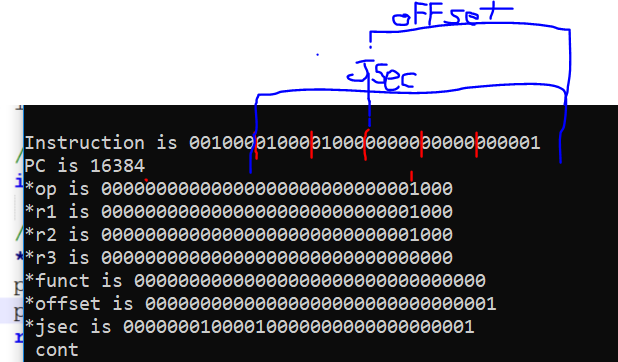 offset
Jsec
Instruction is 00100001000010000000000000000001
PC is 16384
*op is 00000000000000000000000000001000
*r1 is 00000000000000000000000000001000
*r2 is 00000000000000000000000000001000
*r3 is 00000000000000000000000000000000
*funct is 00000000000000000000000000000000
*offset is 00000000000000000000000000000001
*jsec is 00000001000010000000000000000001
cont